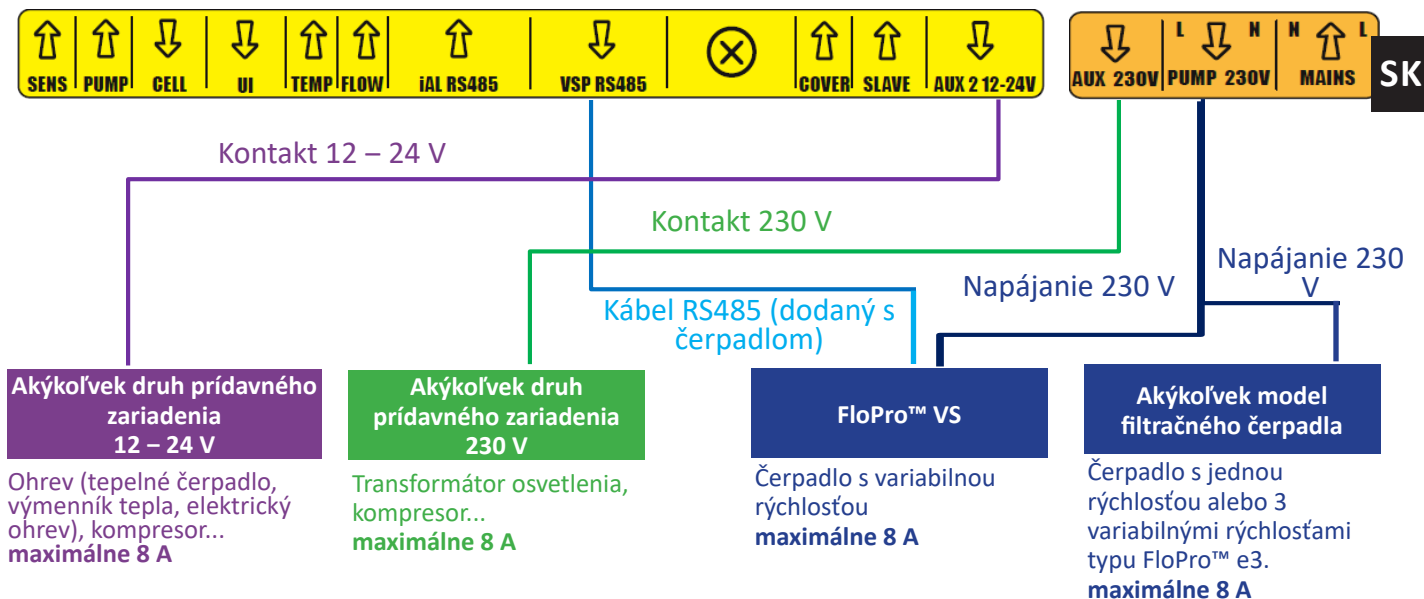 SENS PUMP CELL UI TEMP FLOW iAL RS485 VSP RS485 COVER SLAVE AUX 2 12-24V
AUX 230V L PUMP 230V N N MAINS L
SK
Kontakt 12 – 24 V
Kontakt 230 V
Napájanie 230 V
Napájanie 230
V
Kábel RS485 (dodaný s
čerpadlom)
Akýkoľvek druh prídavného
zariadenia
12 – 24 V
Ohrev (tepelné čerpadlo,
výmenník tepla, elektrický
ohrev), kompresor...
maximálne 8 A
Akýkoľvek druh
prídavného zariadenia
230 V
Transformátor osvetlenia,
kompresor...
maximálne 8 A
FloPro™ VS
Čerpadlo s variabilnou
rýchlosťou
maximálne 8 A
Akýkoľvek model
filtračného čerpadla
Čerpadlo s jednou
rýchlosťou alebo 3
variabilnými rýchlosťami
typu FloPro™ e3.
maximálne 8 A